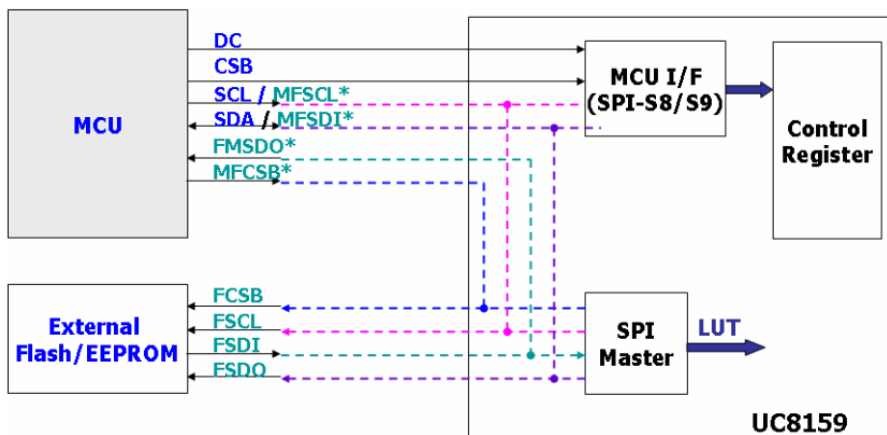 DC
CSB
SCL / MFSCL*
SDA / MFSDI*
FMSDO*
MFCSB*
MCU
MCU I/F
(SPI-S8/S9)
Control
Register
FCSB
FSCL
FSDI
FSDO
External
Flash/EEPROM
SPI
Master
LUT
UC8159